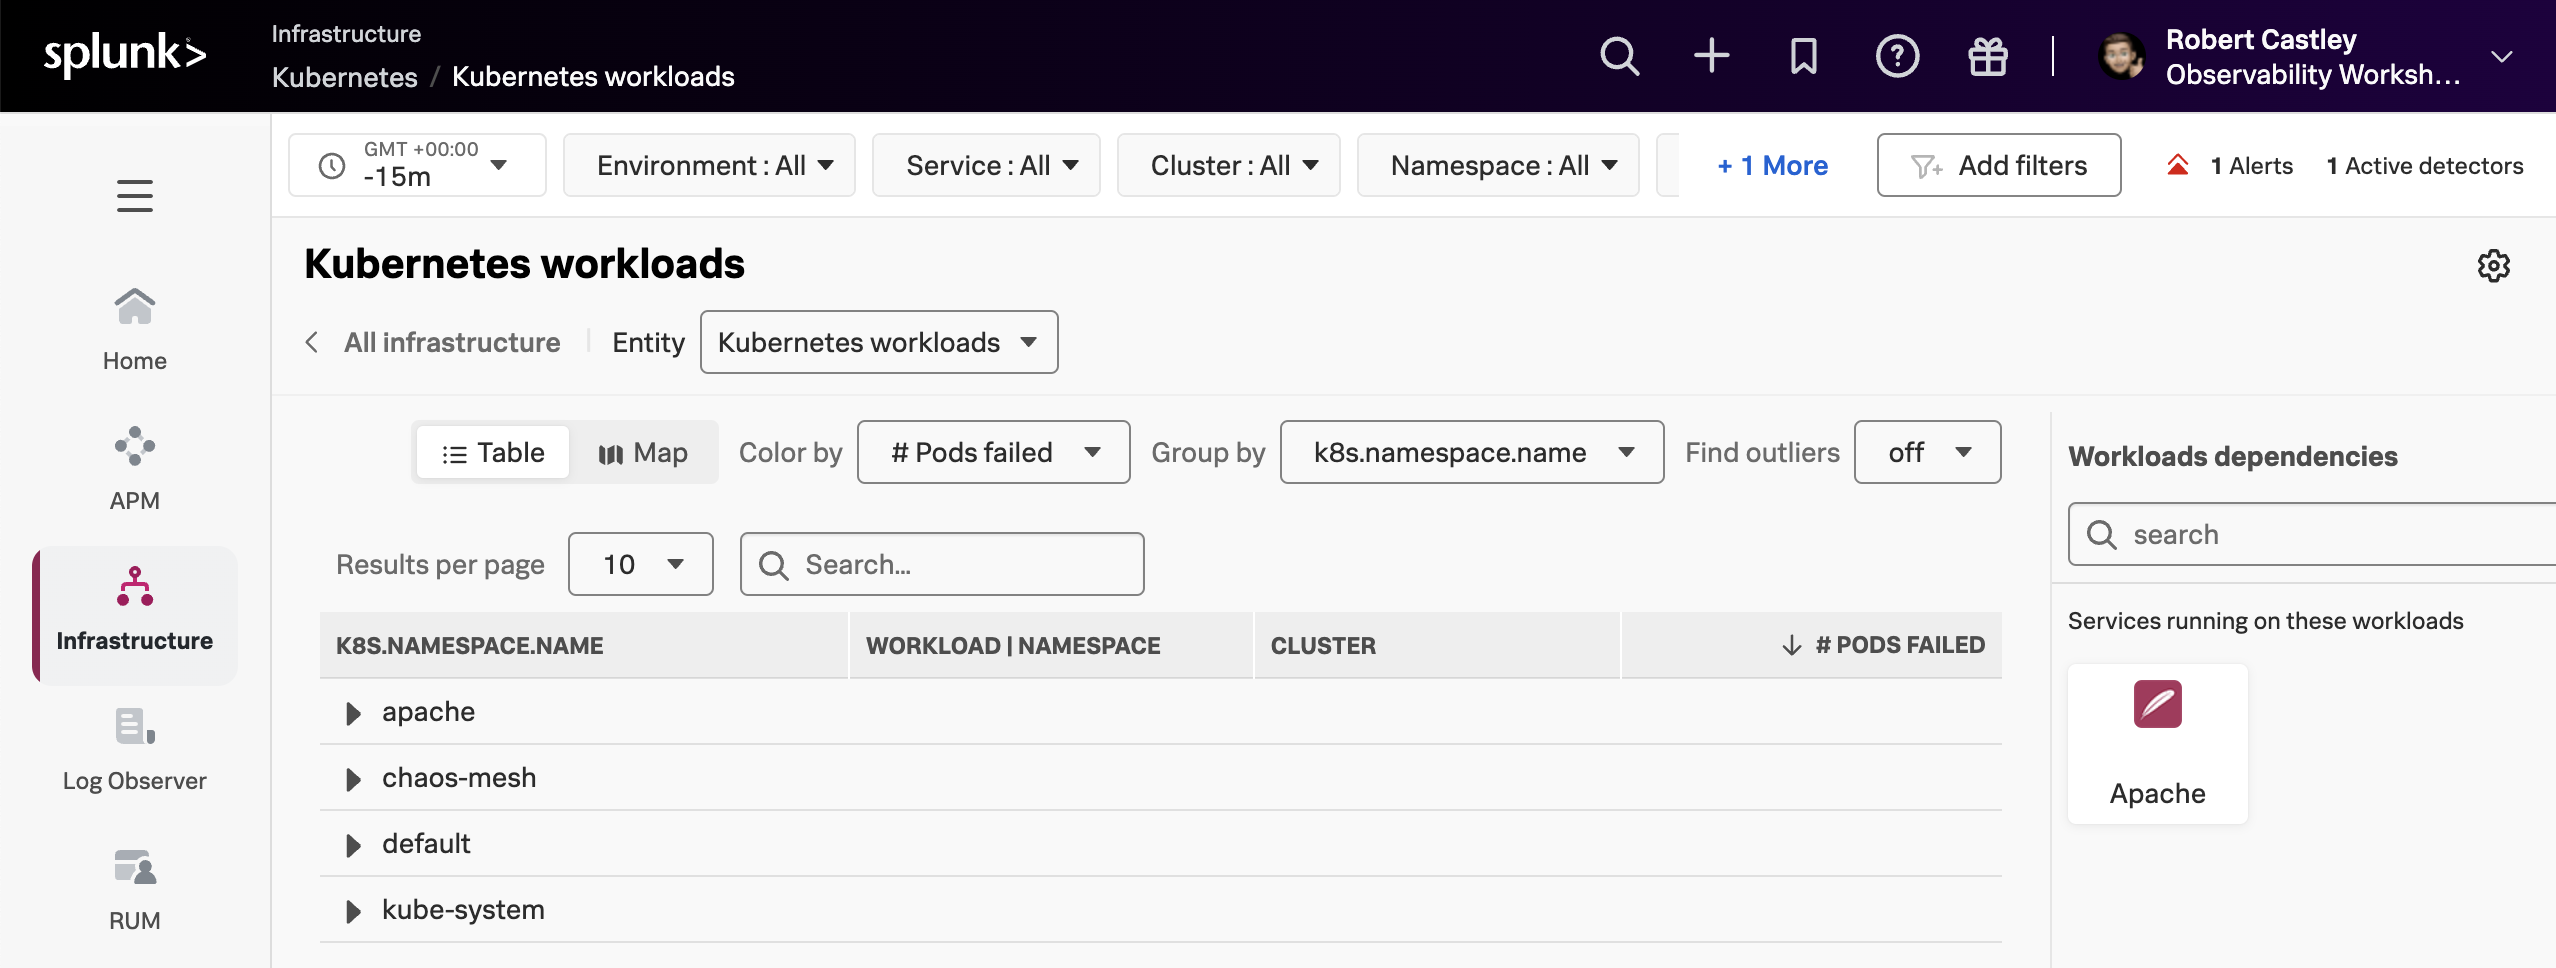 splunk>
Infrastructure
Kubernetes / Kubernetes workloads
Robert Castley
Observability Worksh...
GMT +00:00
-15m
Environment : All
Service : All
Cluster : All
Namespace : All
+ 1 More
Add filters
1 Alerts
1 Active detectors
Home
APM
Infrastructure
Log Observer
RUM
Kubernetes workloads
All infrastructure
Entity
Kubernetes workloads
Table
Map
Color by
# Pods failed
Group by
k8s.namespace.name
Find outliers
off
Results per page
10
Search...
K8S.NAMESPACE.NAME
WORKLOAD | NAMESPACE
CLUSTER
# PODS FAILED
apache
chaos-mesh
default
kube-system
Workloads dependencies
search
Services running on these workloads
Apache